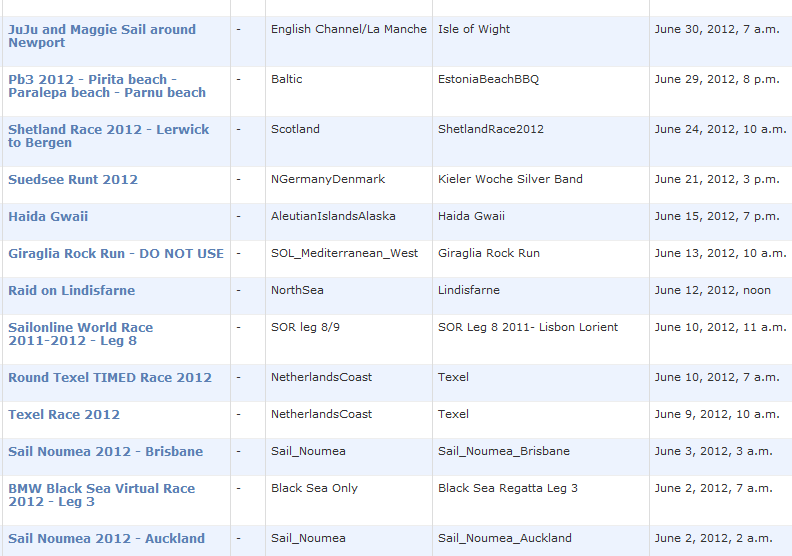 JuJu and Maggie Sail around Newport - English Channel/La Manche Isle of Wight June 30, 2012, 7 a.m.
Pb3 2012 - Pirita beach - Paralepa beach - Parnu beach - Baltic EstoniaBeachBBQ June 29, 2012, 8 p.m.
Shetland Race 2012 - Lerwick to Bergen - Scotland ShetlandRace2012 June 24, 2012, 10 a.m.
Suedsee Runt 2012 - NGermanyDenmark Kieler Woche Silver Band June 21, 2012, 3 p.m.
Haida Gwaii - AleutianIslandsAlaska Haida Gwaii June 15, 2012, 7 p.m.
Giraglia Rock Run - DO NOT USE - SOL_Mediterranean_West Giraglia Rock Run June 13, 2012, 10 a.m.
Raid on Lindisfarne - NorthSea Lindisfarne June 12, 2012, noon
Sailonline World Race 2011-2012 - Leg 8 - SOR leg 8/9 SOR Leg 8 2011- Lisbon Lorient June 10, 2012, 11 a.m.
Round Texel TIMED Race 2012 - NetherlandsCoast Texel June 10, 2012, 7 a.m.
Texel Race 2012 - NetherlandsCoast Texel June 9, 2012, 10 a.m.
Sail Noumea 2012 - Brisbane - Sail_Noumea Sail_Noumea_Brisbane June 3, 2012, 3 a.m.
BMW Black Sea Virtual Race 2012 - Leg 3 - Black Sea Only Black Sea Regatta Leg 3 June 2, 2012, 7 a.m.
Sail Noumea 2012 - Auckland - Sail_Noumea Sail_Noumea_Auckland June 2, 2012, 2 a.m.